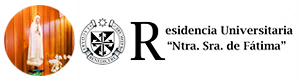 Residencia Universitaria
“Ntra. Sra. de Fátima”